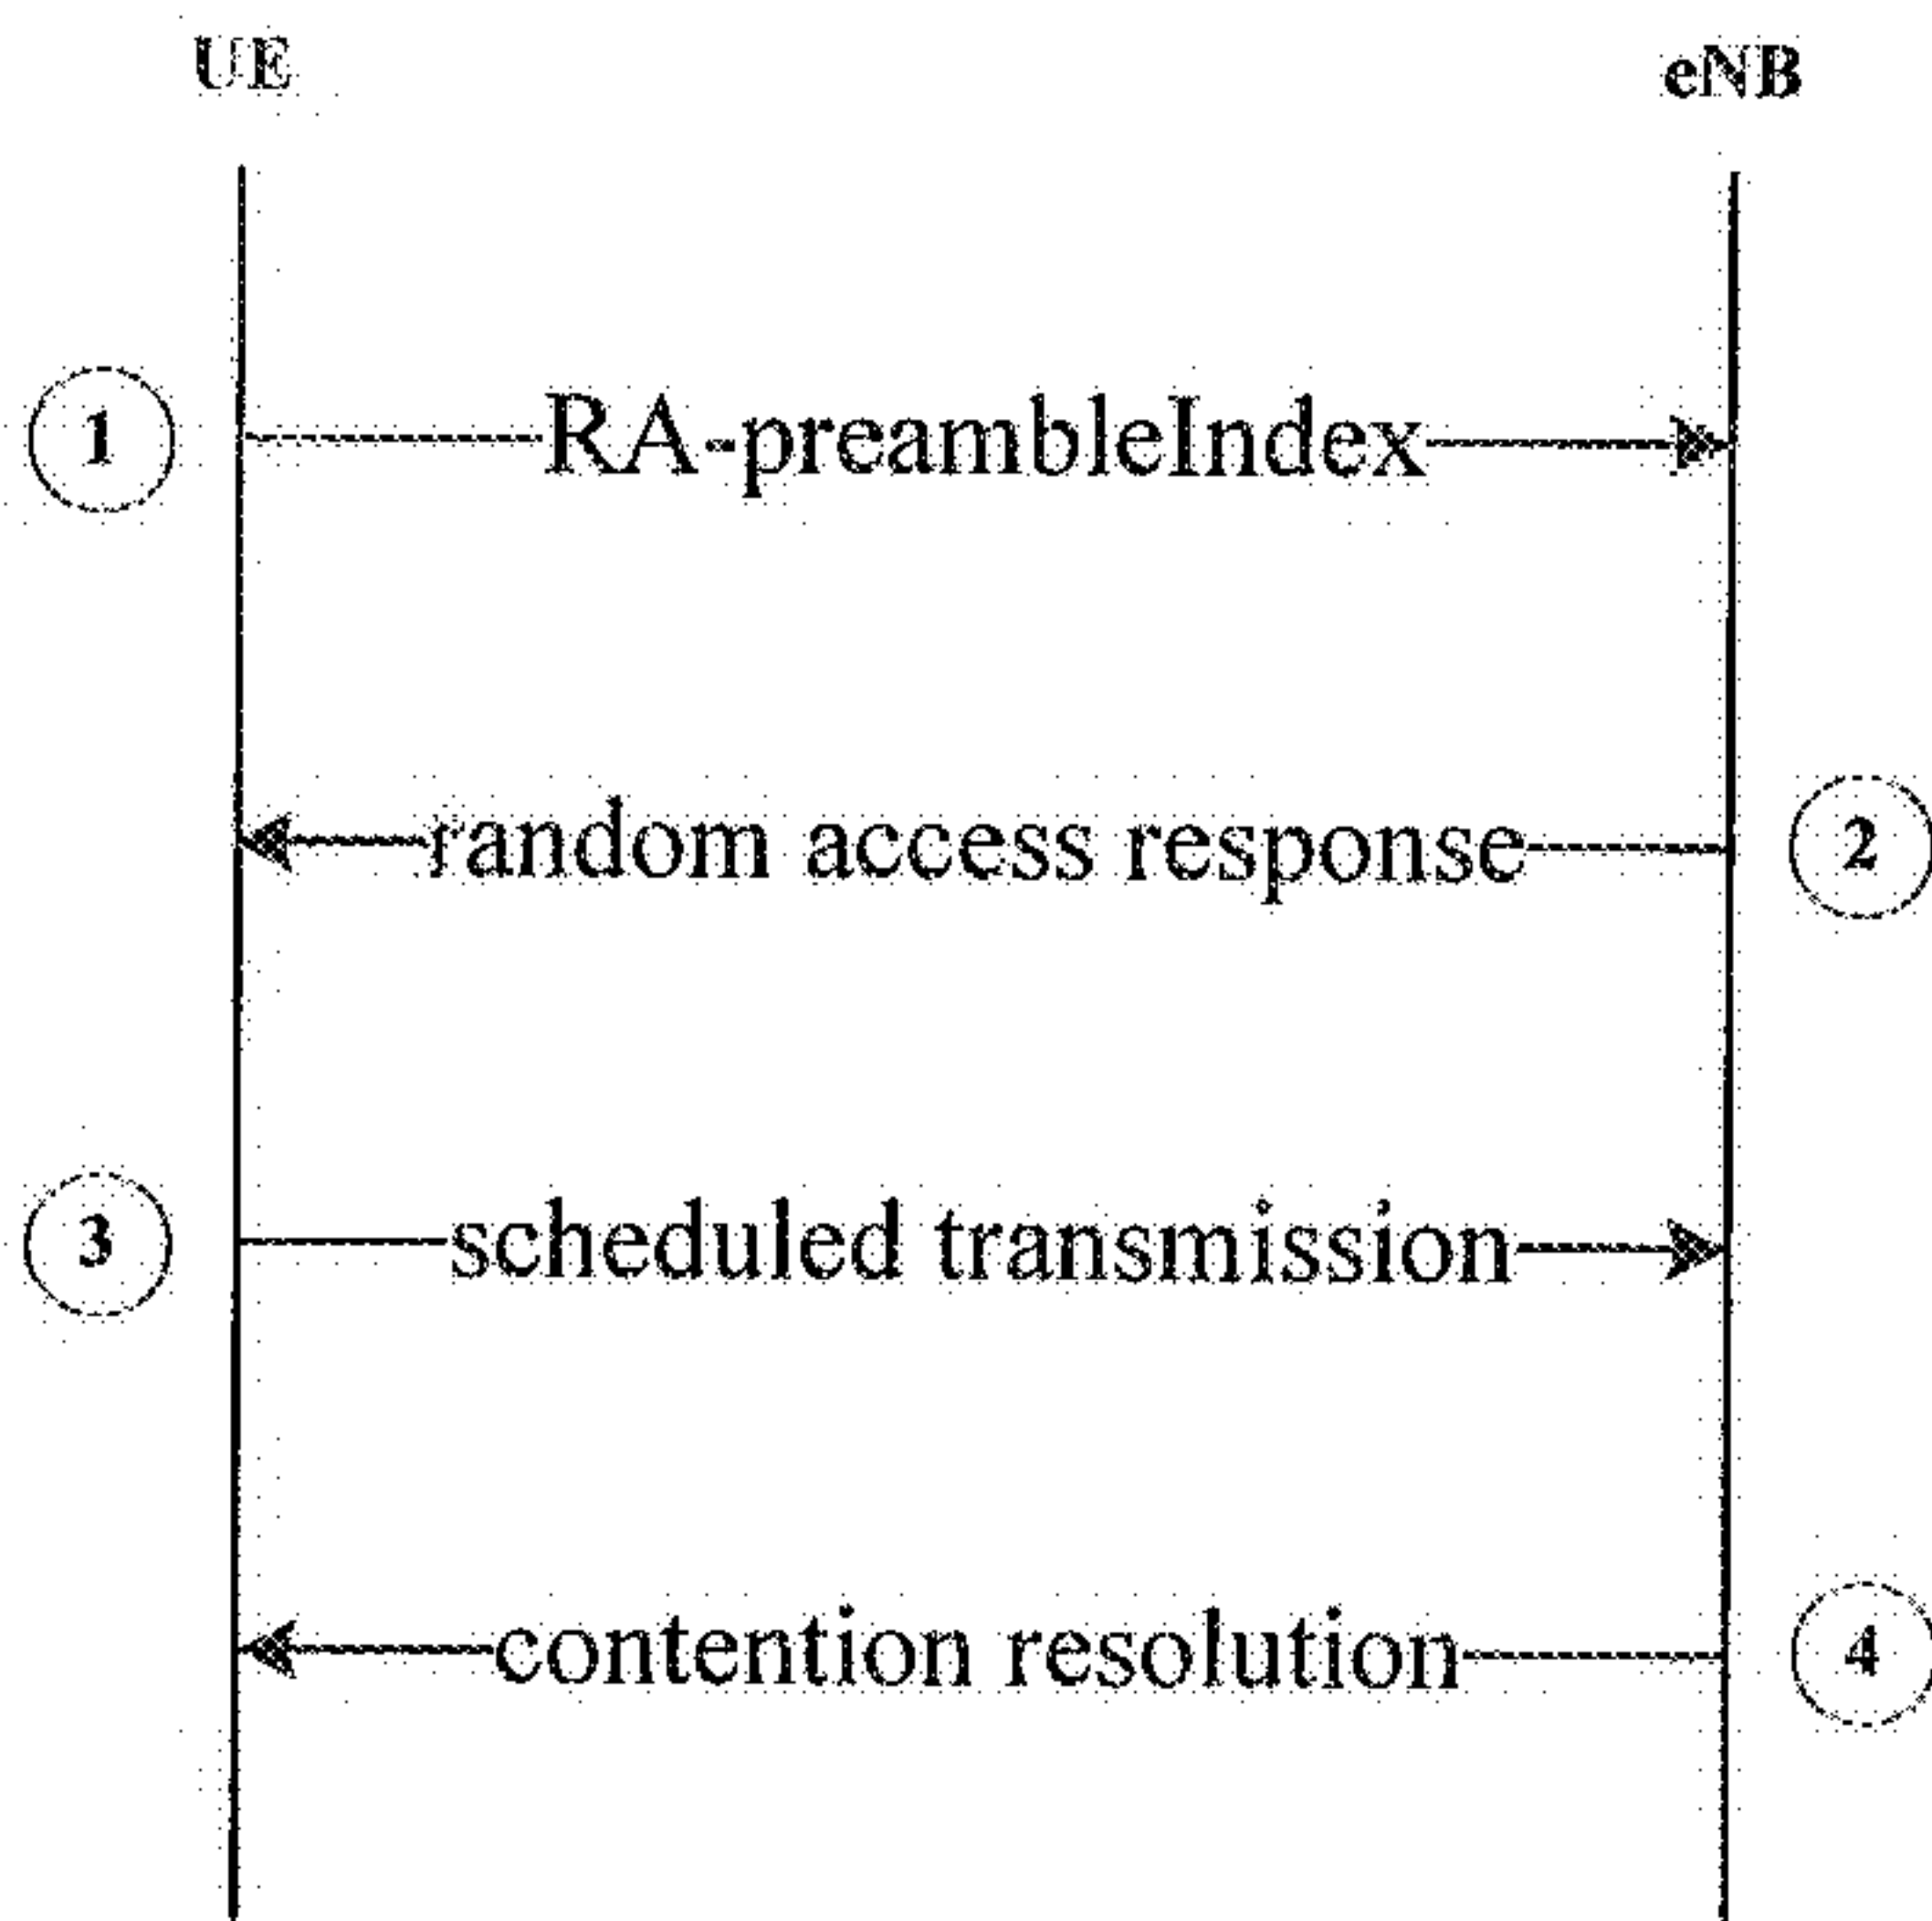 UE eNB
1 RA-preambleIndex
random access response 2
3 scheduled transmission
contention resolution 4